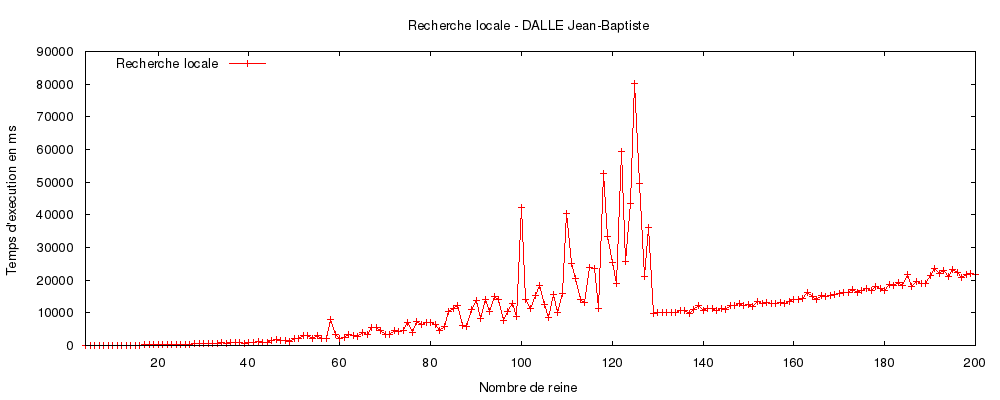 Recherche locale - DALLE Jean-Baptiste
90000
80000
70000
60000
50000
40000
30000
20000
10000
0
Temps d'execution en ms
Recherche locale
20 40 60 80 100 120 140 160 180 200
Nombre de reine